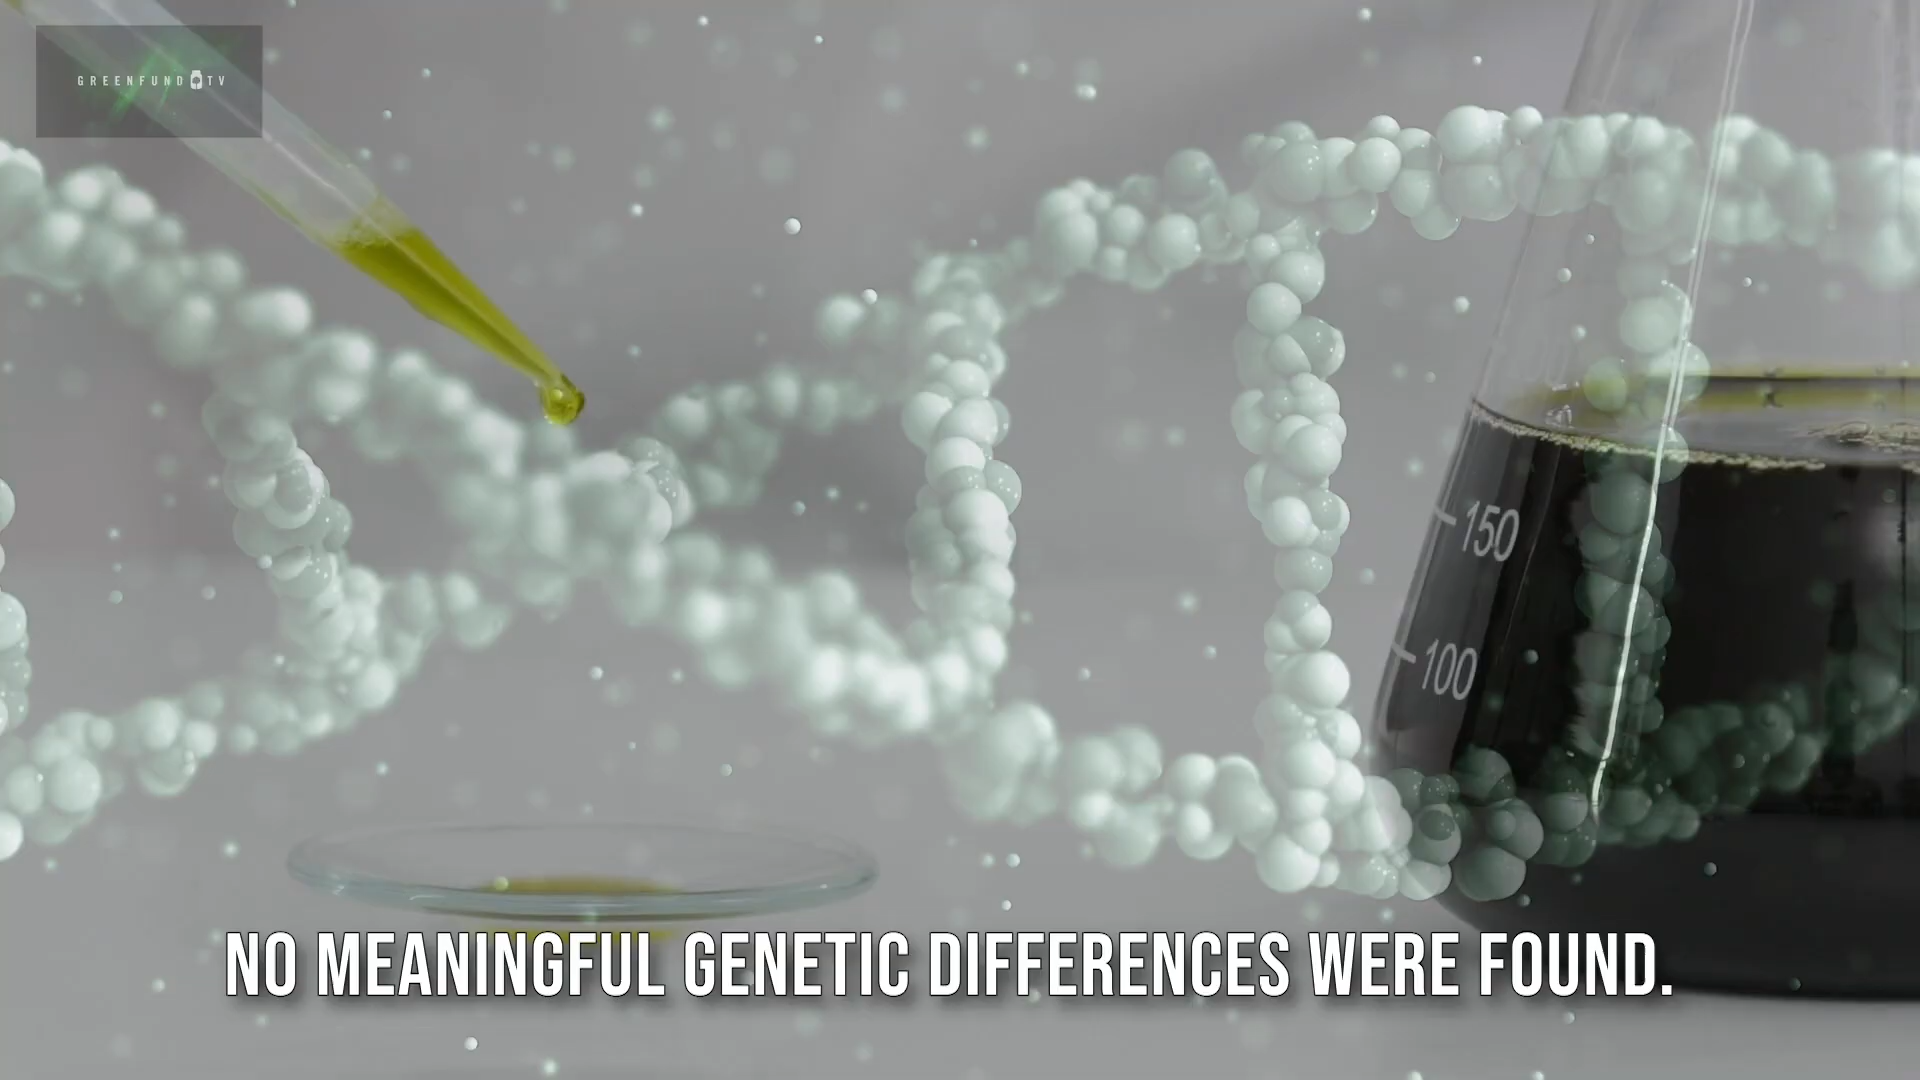 GREENFUND TV
150
100
NO MEANINGFUL GENETIC DIFFERENCES WERE FOUND.